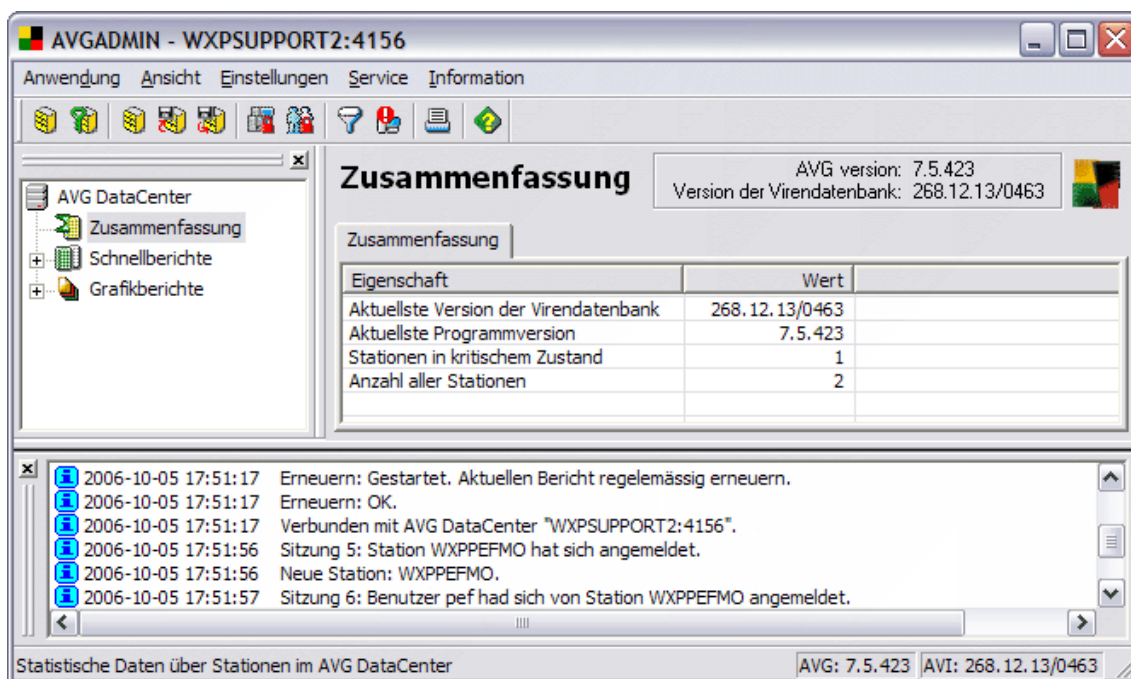 AVGADMIN - WXPSUPPORT2:4156
Anwendung Ansicht Einstellungen Service Information
AVG DataCenter
Zusammenfassung
Schnellberichte
Grafikberichte
Zusammenfassung
AVG version: 7.5.423
Version der Virendatenbank: 268.12.13/0463
Zusammenfassung
Eigenschaft Wert
Aktuellste Version der Virendatenbank 268.12.13/0463
Aktuellste Programmversion 7.5.423
Stationen in kritischem Zustand 1
Anzahl aller Stationen 2
2006-10-05 17:51:17 Erneuern: Gestartet. Aktuellen Bericht regelemässig erneuern.
2006-10-05 17:51:17 Erneuern: OK.
2006-10-05 17:51:17 Verbunden mit AVG DataCenter "WXPSUPPORT2:4156".
2006-10-05 17:51:56 Sitzung 5: Station WXPPEFMO hat sich angemeldet.
2006-10-05 17:51:56 Neue Station: WXPPEFMO.
2006-10-05 17:51:57 Sitzung 6: Benutzer pef had sich von Station WXPPEFMO angemeldet.
Statistische Daten über Stationen im AVG DataCenter AVG: 7.5.423 AVI: 268.12.13/0463